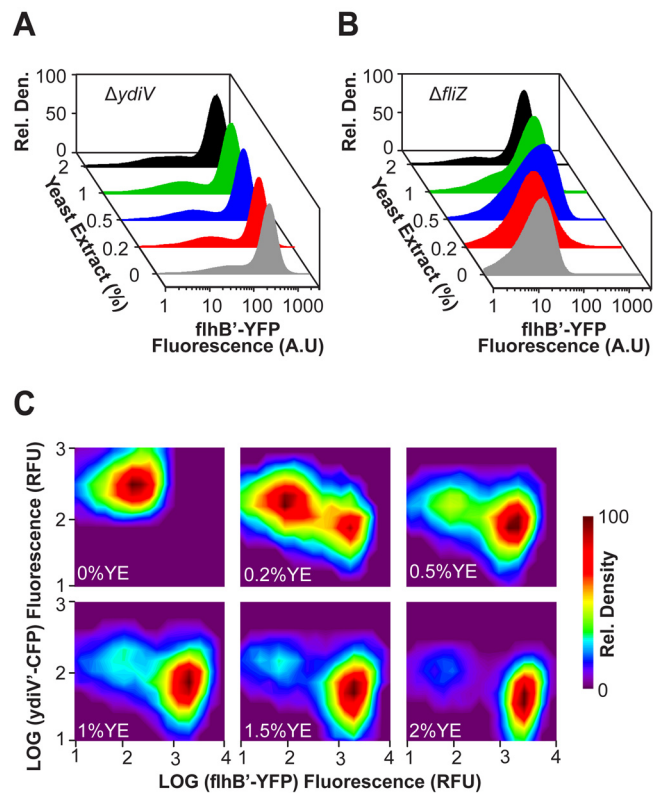 A
B
Rel. Den.
100
50
0
ΔydiV
2
1
0.5
0.2
0
Yeast Extract (%)
1
10
100
1000
flhB’-YFP
Fluorescence (A.U)
Rel. Den.
100
50
0
ΔfliZ
2
1
0.5
0.2
0
Yeast Extract (%)
1
10
100
1000
flhB’-YFP
Fluorescence (A.U)
C
LOG (ydiV’-CFP) Fluorescence (RFU)
3
2
1
0%YE
0.2%YE
0.5%YE
3
2
1
1%YE
1.5%YE
2%YE
1 2 3 4
1 2 3 4
1 2 3 4
LOG (flhB’-YFP) Fluorescence (RFU)
100
0
Rel. Density